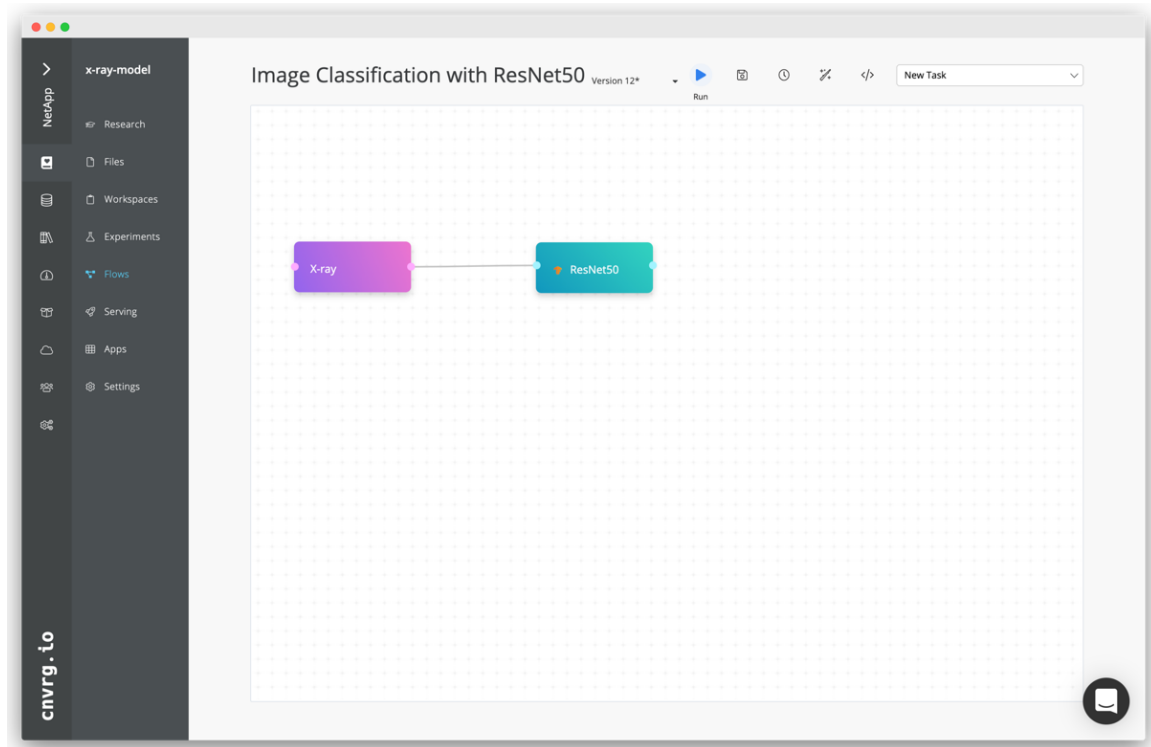 NetApp
cnvrg.io
x-ray-model
Research
Files
Workspaces
Experiments
Flows
Serving
Apps
Settings
Image Classification with ResNet50 Version 12*
Run
</>
New Task
X-ray
ResNet50